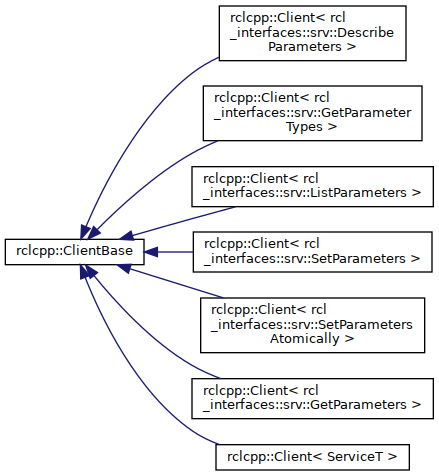 rclcpp::Client< rcl
_interfaces::srv::Describe
Parameters >
rclcpp::Client< rcl
_interfaces::srv::GetParameter
Types >
rclcpp::Client< rcl
_interfaces::srv::ListParameters >
rclcpp::ClientBase
rclcpp::Client< rcl
_interfaces::srv::SetParameters >
rclcpp::Client< rcl
_interfaces::srv::SetParameters
Atomically >
rclcpp::Client< rcl
_interfaces::srv::GetParameters >
rclcpp::Client< ServiceT >